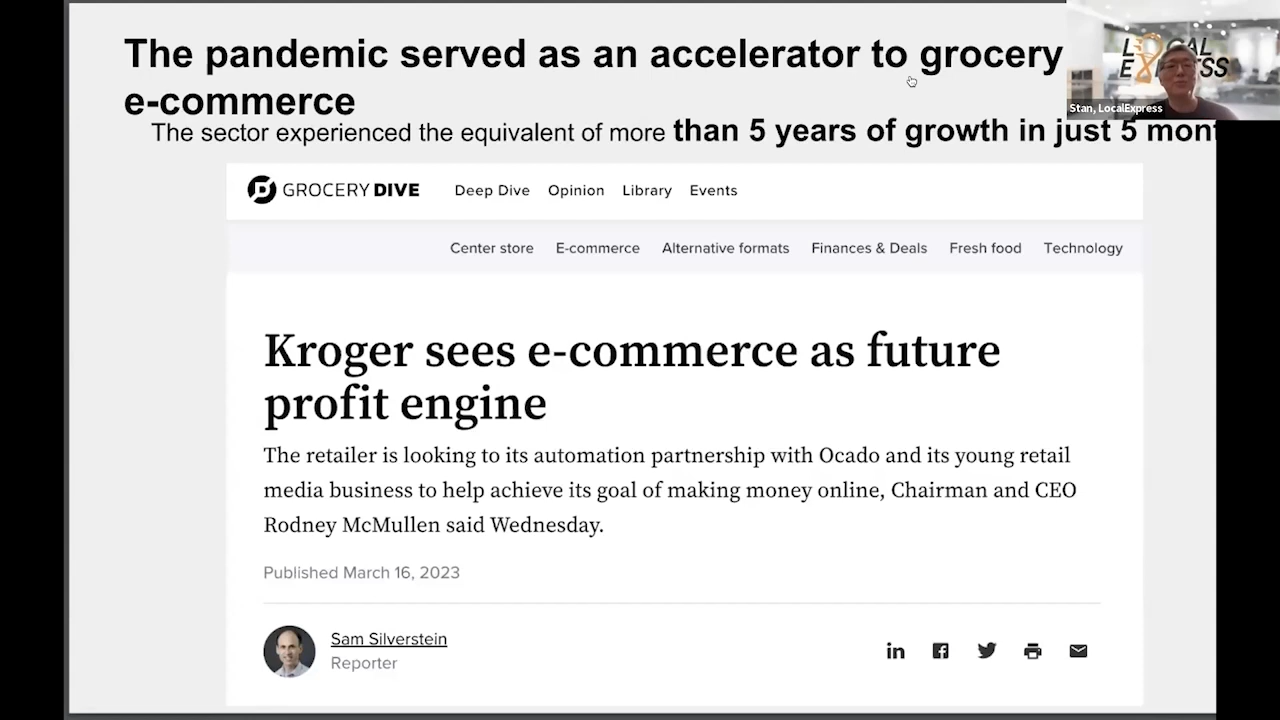 The pandemic served as an accelerator to grocery
e-commerce
The sector experienced the equivalent of more than 5 years of growth in just 5 mont
LOCAL
EXPRESS
Stan, LocalExpress
GROCERY DIVE Deep Dive Opinion Library Events
Center store E-commerce Alternative formats Finances & Deals Fresh food Technology
Kroger sees e-commerce as future
profit engine
The retailer is looking to its automation partnership with Ocado and its young retail
media business to help achieve its goal of making money online, Chairman and CEO
Rodney McMullen said Wednesday.
Published March 16, 2023
Sam Silverstein
Reporter